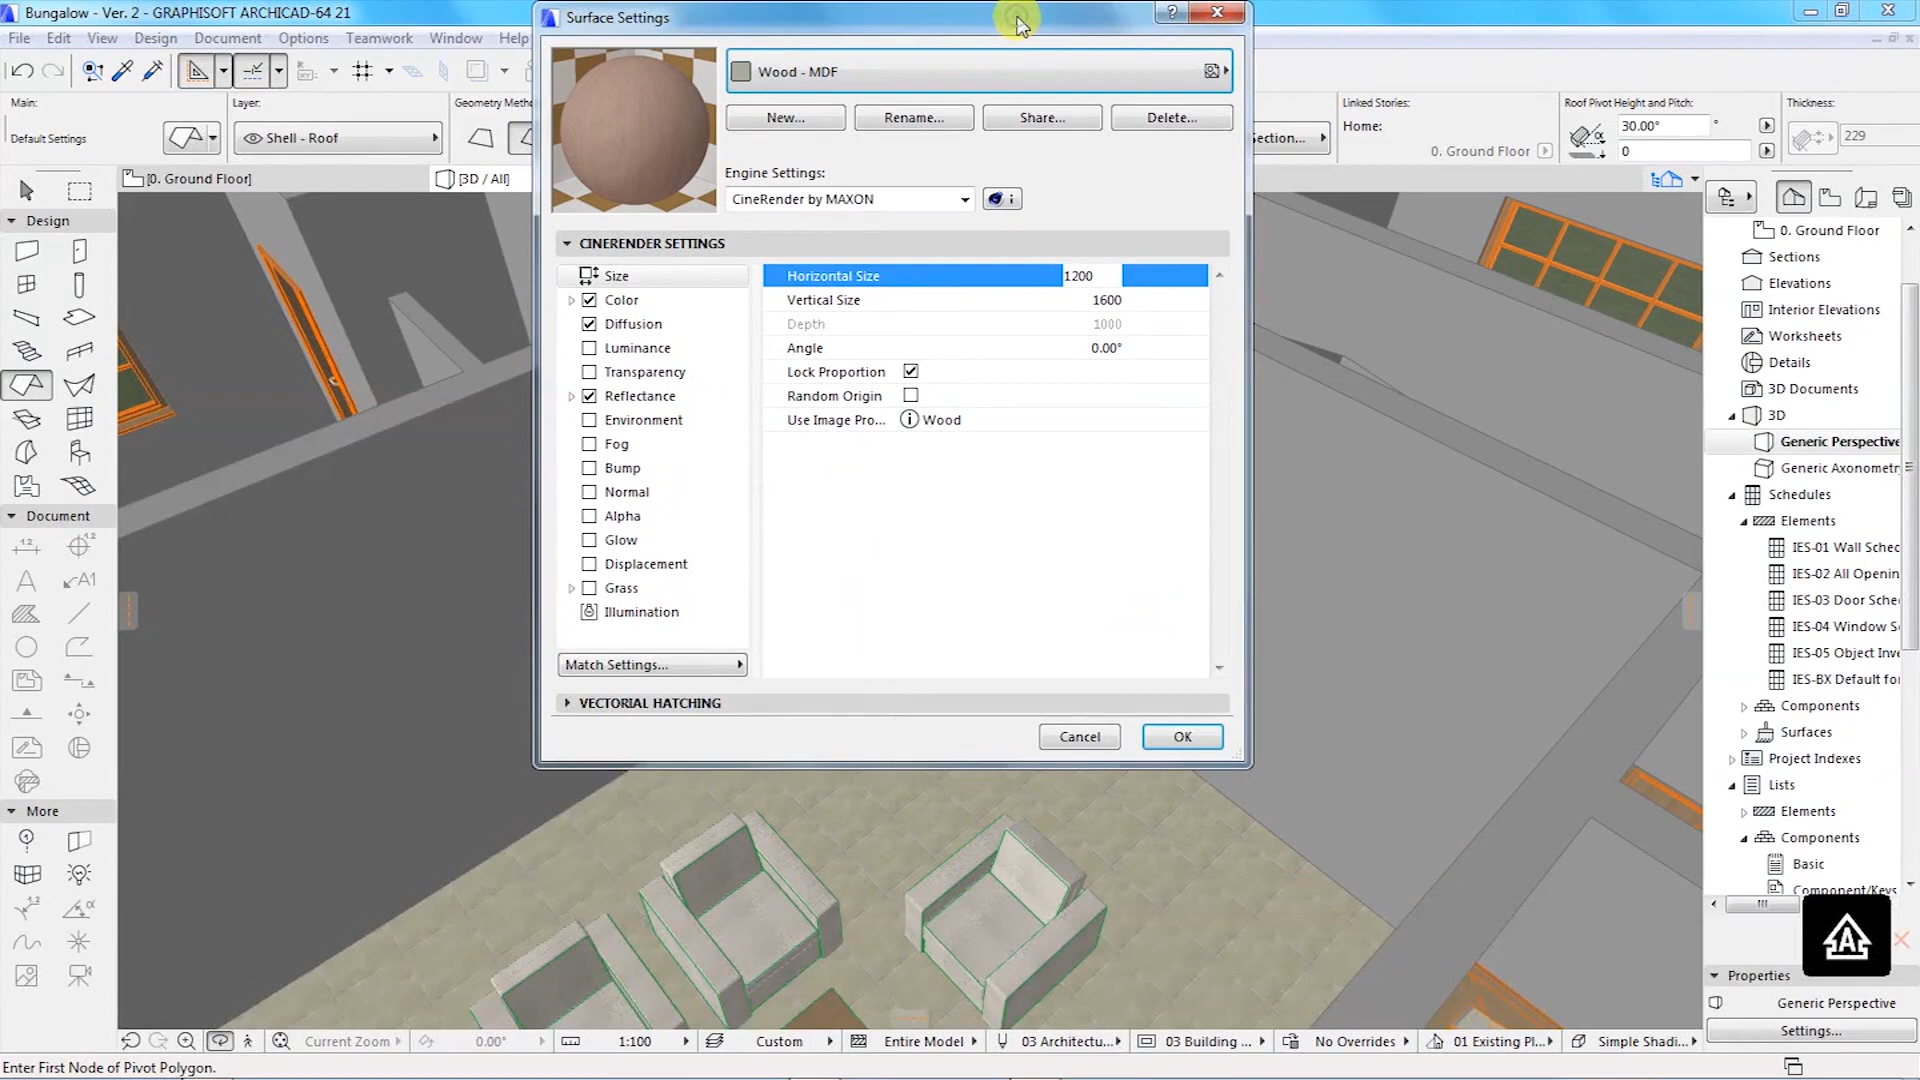 Bungalow - Ver. 2 - GRAPHISOFT ARCHICAD-64 21
File Edit View Design Document Options Teamwork Window Help
Surface Settings
Wood - MDF
New... Rename... Share... Delete...
Engine Settings:
CineRender by MAXON
CINERENDER SETTINGS
Size
Color
Diffusion
Luminance
Transparency
Reflectance
Environment
Fog
Bump
Normal
Alpha
Glow
Displacement
Grass
Illumination
Match Settings...
Horizontal Size 1200
Vertical Size 1600
Depth 1000
Angle 0.00°
Lock Proportion
Random Origin
Use Image Pro... Wood
VECTORIAL HATCHING
Cancel OK
Main:
Default Settings
Layer:
Shell - Roof
Geometry Metho
Section...
Linked Stories:
Home:
0. Ground Floor
Roof Pivot Height and Pitch:
30.00° °
0
Thickness:
229
[0. Ground Floor]
[3D / All]
Design
Document
A A1
More
0. Ground Floor
Sections
Elevations
Interior Elevations
Worksheets
Details
3D Documents
3D
Generic Perspective
Generic Axonometr
Schedules
Elements
IES-01 Wall Sched
IES-02 All Openin
IES-03 Door Sche
IES-04 Window S
IES-05 Object Inve
IES-BX Default for
Components
Surfaces
Project Indexes
Lists
Elements
Components
Basic
Component/Keys
Properties
Generic Perspective
Settings...
Current Zoom 0.00° 1:100 Custom Entire Model 03 Architectu... 03 Building ... No Overrides 01 Existing Pl... Simple Shadi...
Enter First Node of Pivot Polygon.